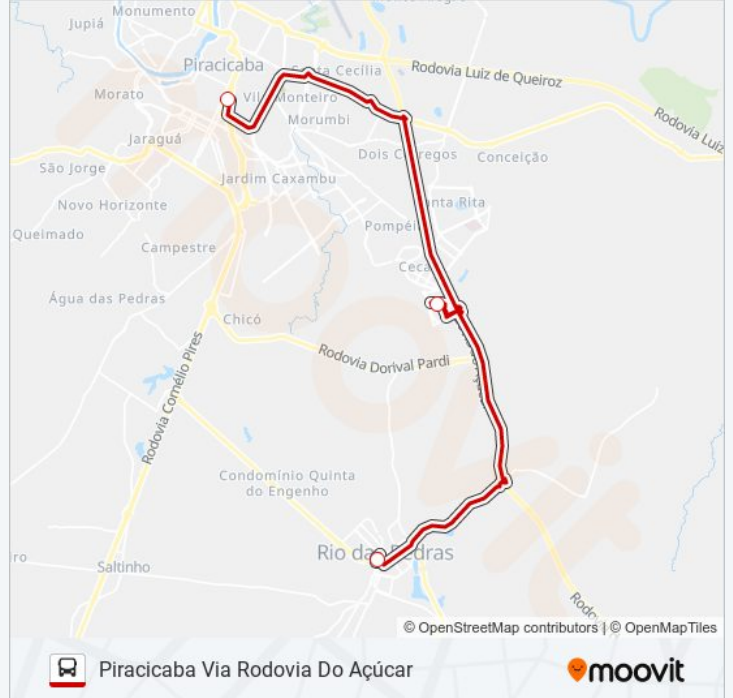 Monumento
Jupiá
Piracicaba
Santa Cecília
Rodovia Luiz de Queiroz
Morato
Vila Monteiro
Morumbi
Rodovia Luiz
Jaraguá
Dois Córregos
Conceição
São Jorge
Jardim Caxambu
Santa Rita
Novo Horizonte
Pompéia
Queimado
Campestre
Ceca
Água das Pedras
Chicó
Rodovia Dorival Pardi
Rodovia Cornélio Pires
Condomínio Quinta
do Engenho
Rio das Pedras
iro
Saltinho
© OpenStreetMap contributors | © OpenMapTiles
Piracicaba Via Rodovia Do Açúcar
moovit